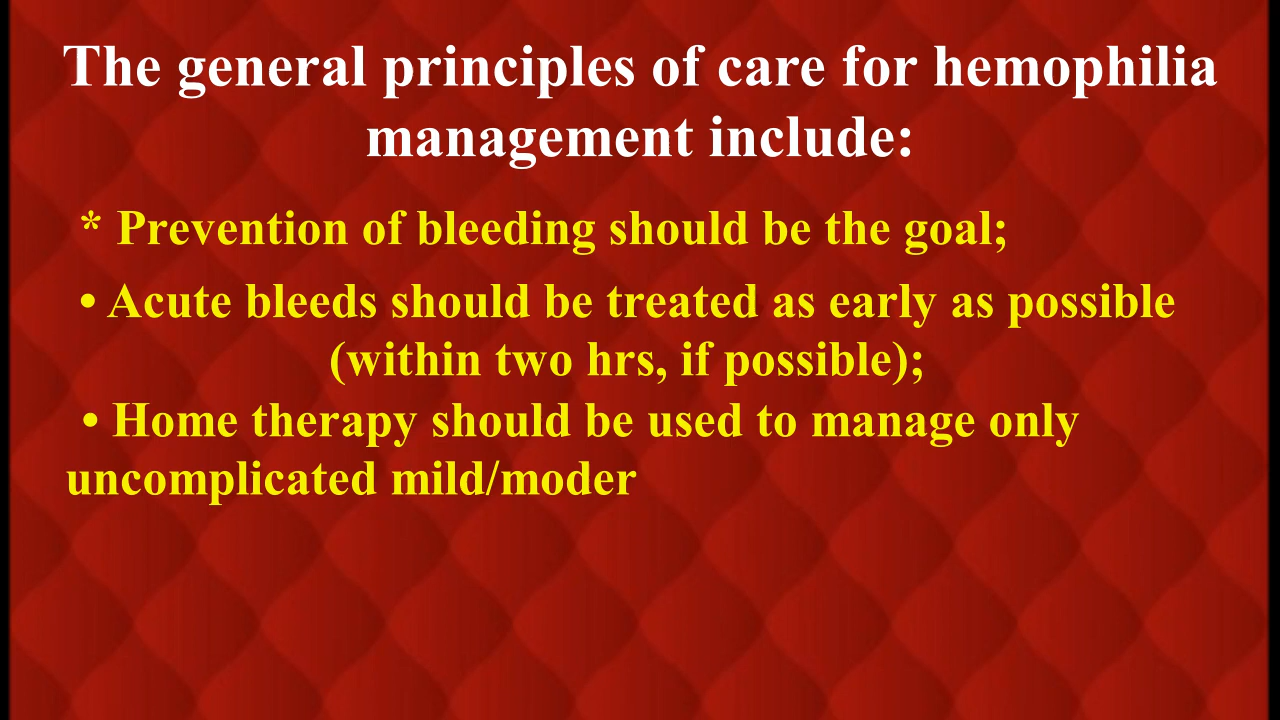 The general principles of care for hemophilia
management include:
* Prevention of bleeding should be the goal;
• Acute bleeds should be treated as early as possible
(within two hrs, if possible);
• Home therapy should be used to manage only
uncomplicated mild/moder